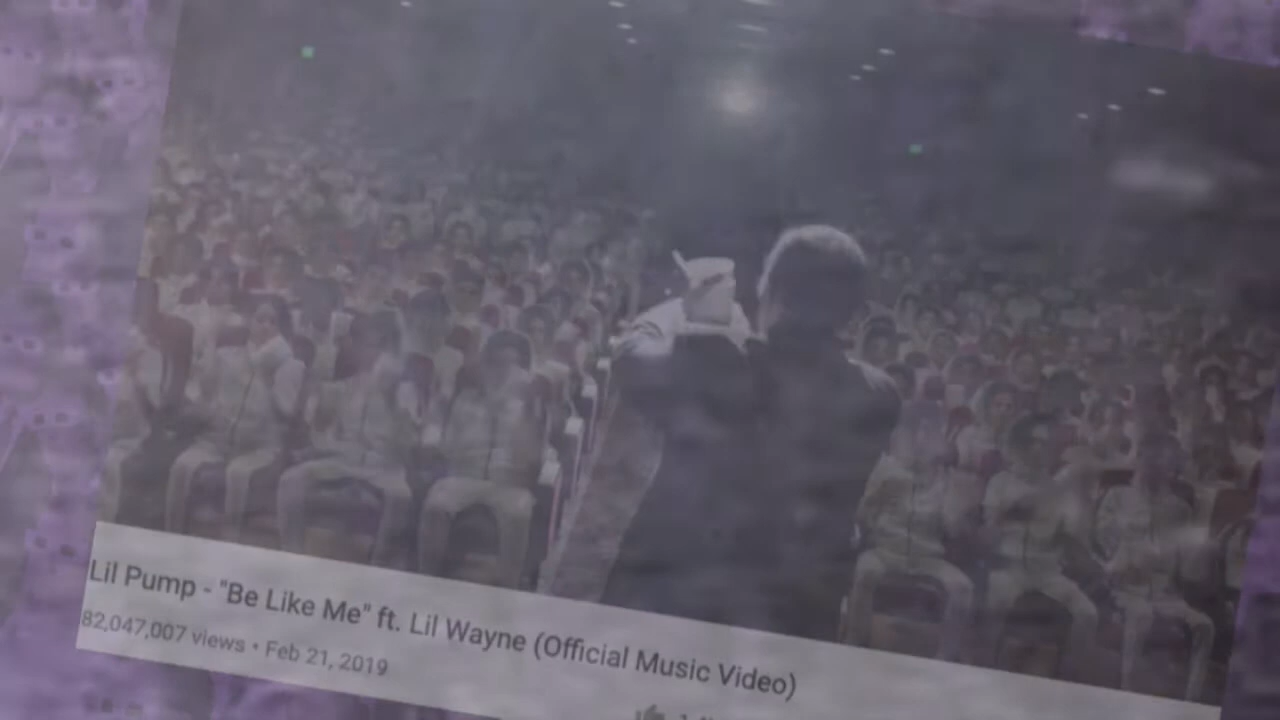 Lil Pump - "Be Like Me" ft. Lil Wayne (Official Music Video)
82,047,007 views • Feb 21, 2019